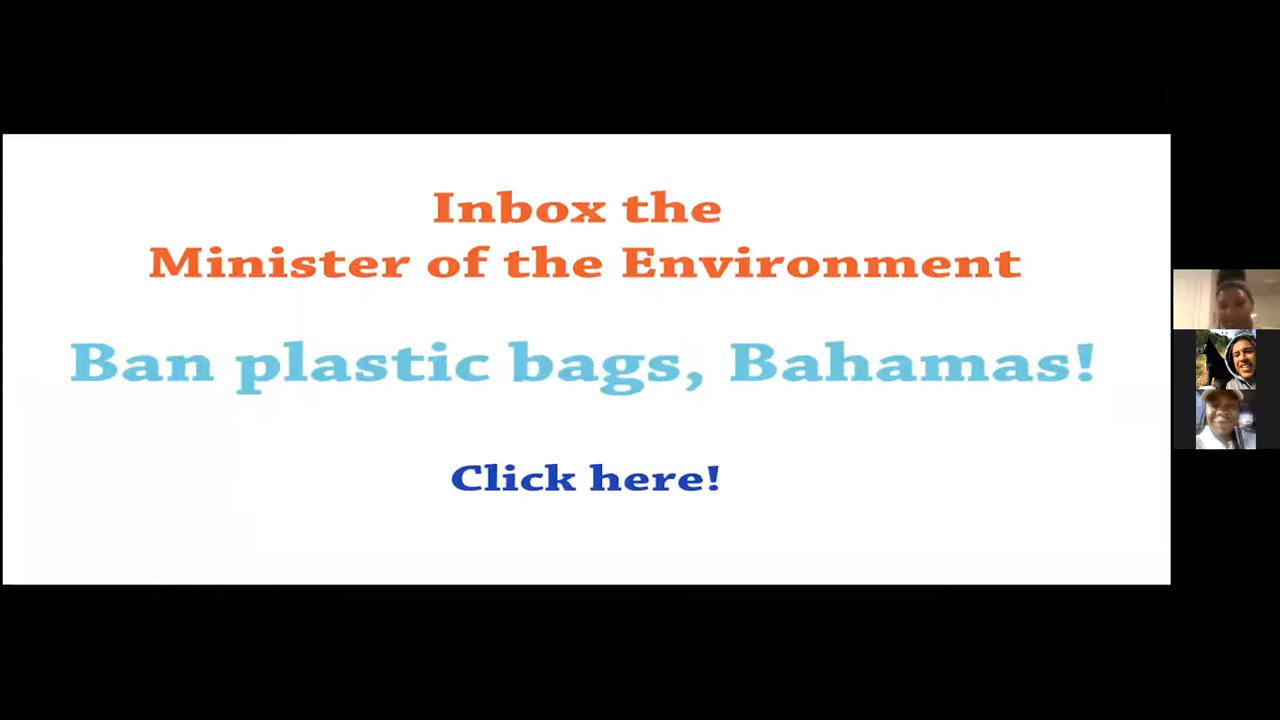 Inbox the
Minister of the Environment
Ban plastic bags, Bahamas!
Click here!